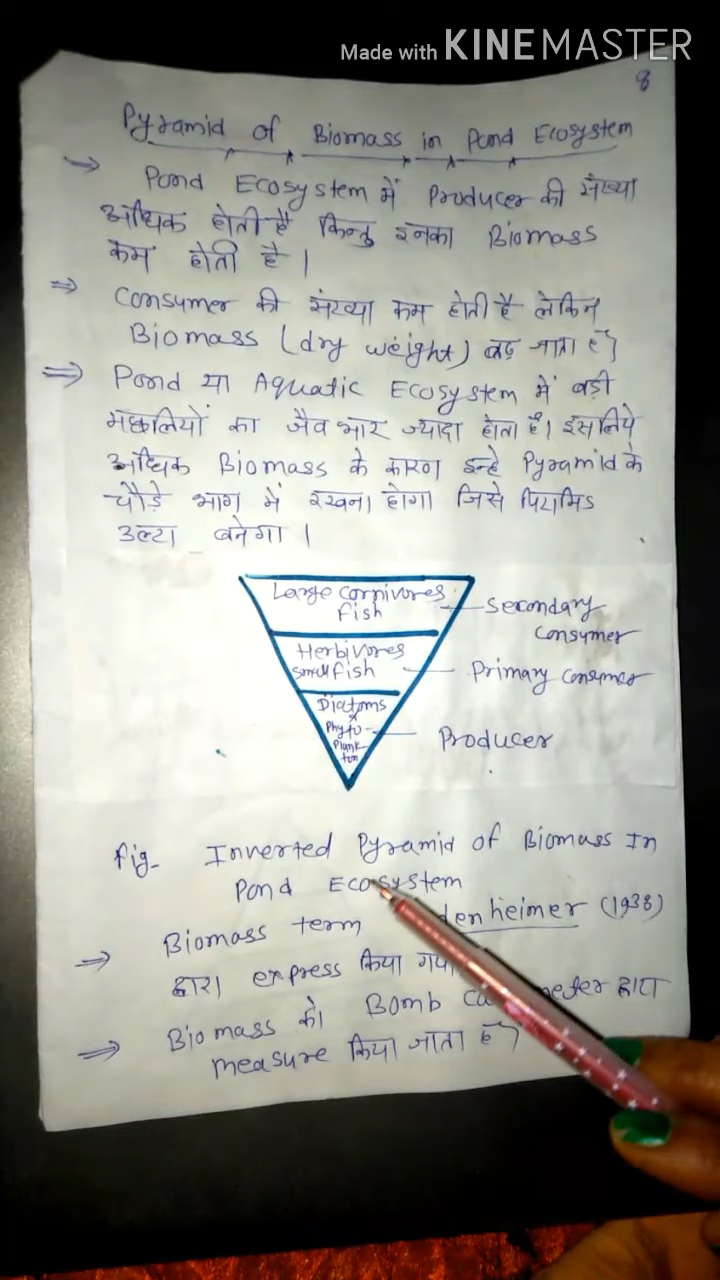 Made with KINEMASTER
8
Pyramid of Biomass in Pond Ecosystem
→ Pond Ecosystem में Producer की संख्या
अधिक होती है किन्तु इनका Biomass
कम होती है।
⇒ Consumer की संख्या कम होती है लेकिन
Biomass (dry weight) बढ़ जाता है
⇒ Pond या Aquatic Ecosystem में बड़ी
मछलियों का जैव भार ज्यादा होता है। इसलिये
अधिक Biomass के कारण इन्हे Pyramid के
चौड़े भाग में रखना होगा जिसे पिरामिड
उल्टा बनेगा।
Large Cornivores
fish
Secondary
Consumer
Herbivores
small fish
Primary Consumer
Diatoms
Phyto-
Plank
ton
Producer
fig- Inverted Pyramid of Biomass In
Pond Ecosystem
⇒ Biomass term denheimer (1938)
द्वारा express किया गया
⇒ Biomass को Bomb द्वारा
measure किया जाता है